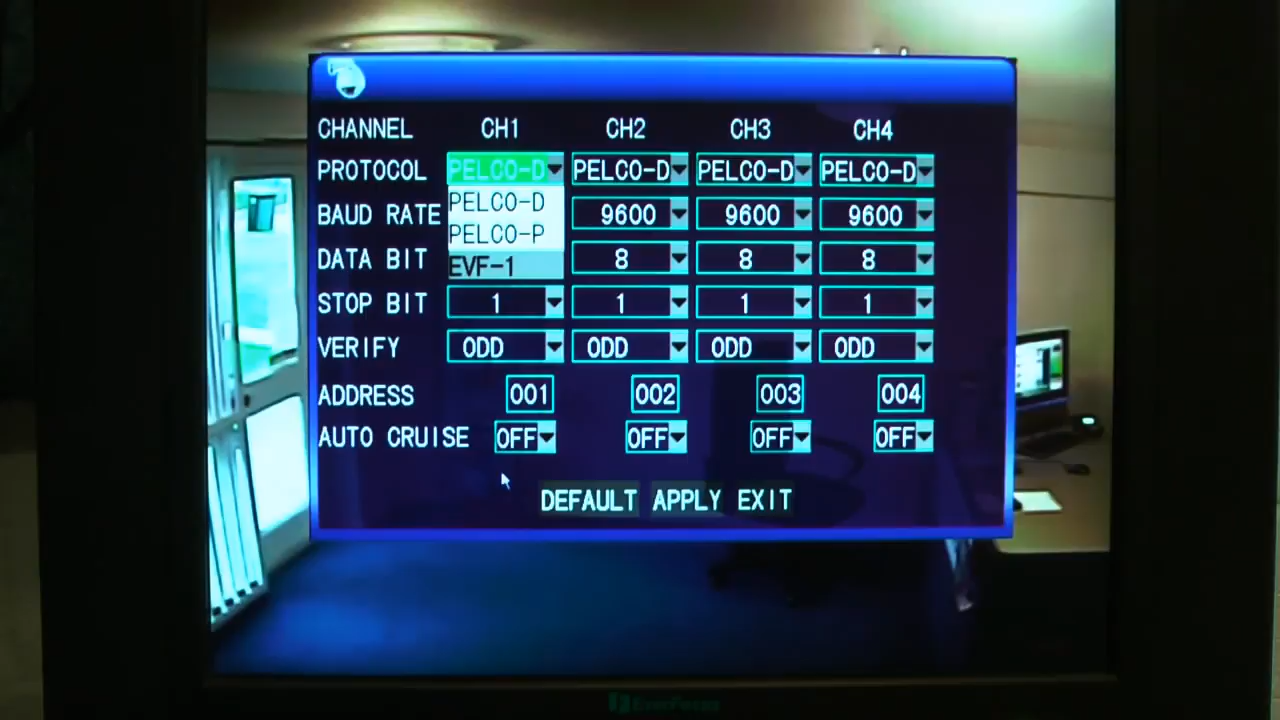 CHANNEL CH1 CH2 CH3 CH4
PROTOCOL PELCO-D PELCO-D PELCO-D PELCO-D
PELCO-D
PELCO-P
EVF-1
BAUD RATE 9600 9600 9600
DATA BIT 8 8 8
STOP BIT 1 1 1 1
VERIFY ODD ODD ODD ODD
ADDRESS 001 002 003 004
AUTO CRUISE OFF OFF OFF OFF
DEFAULT APPLY EXIT
EverFocus